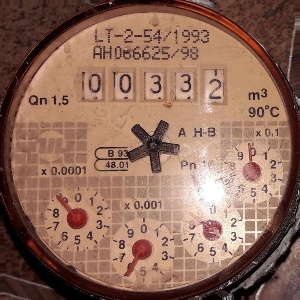 LT-2-54/1993
AH066625/98
00332
Qn 1,5
m³
90°C
A H-B
B 93
48.01
Pn
x 0.1
x 0.0001
x 0.001